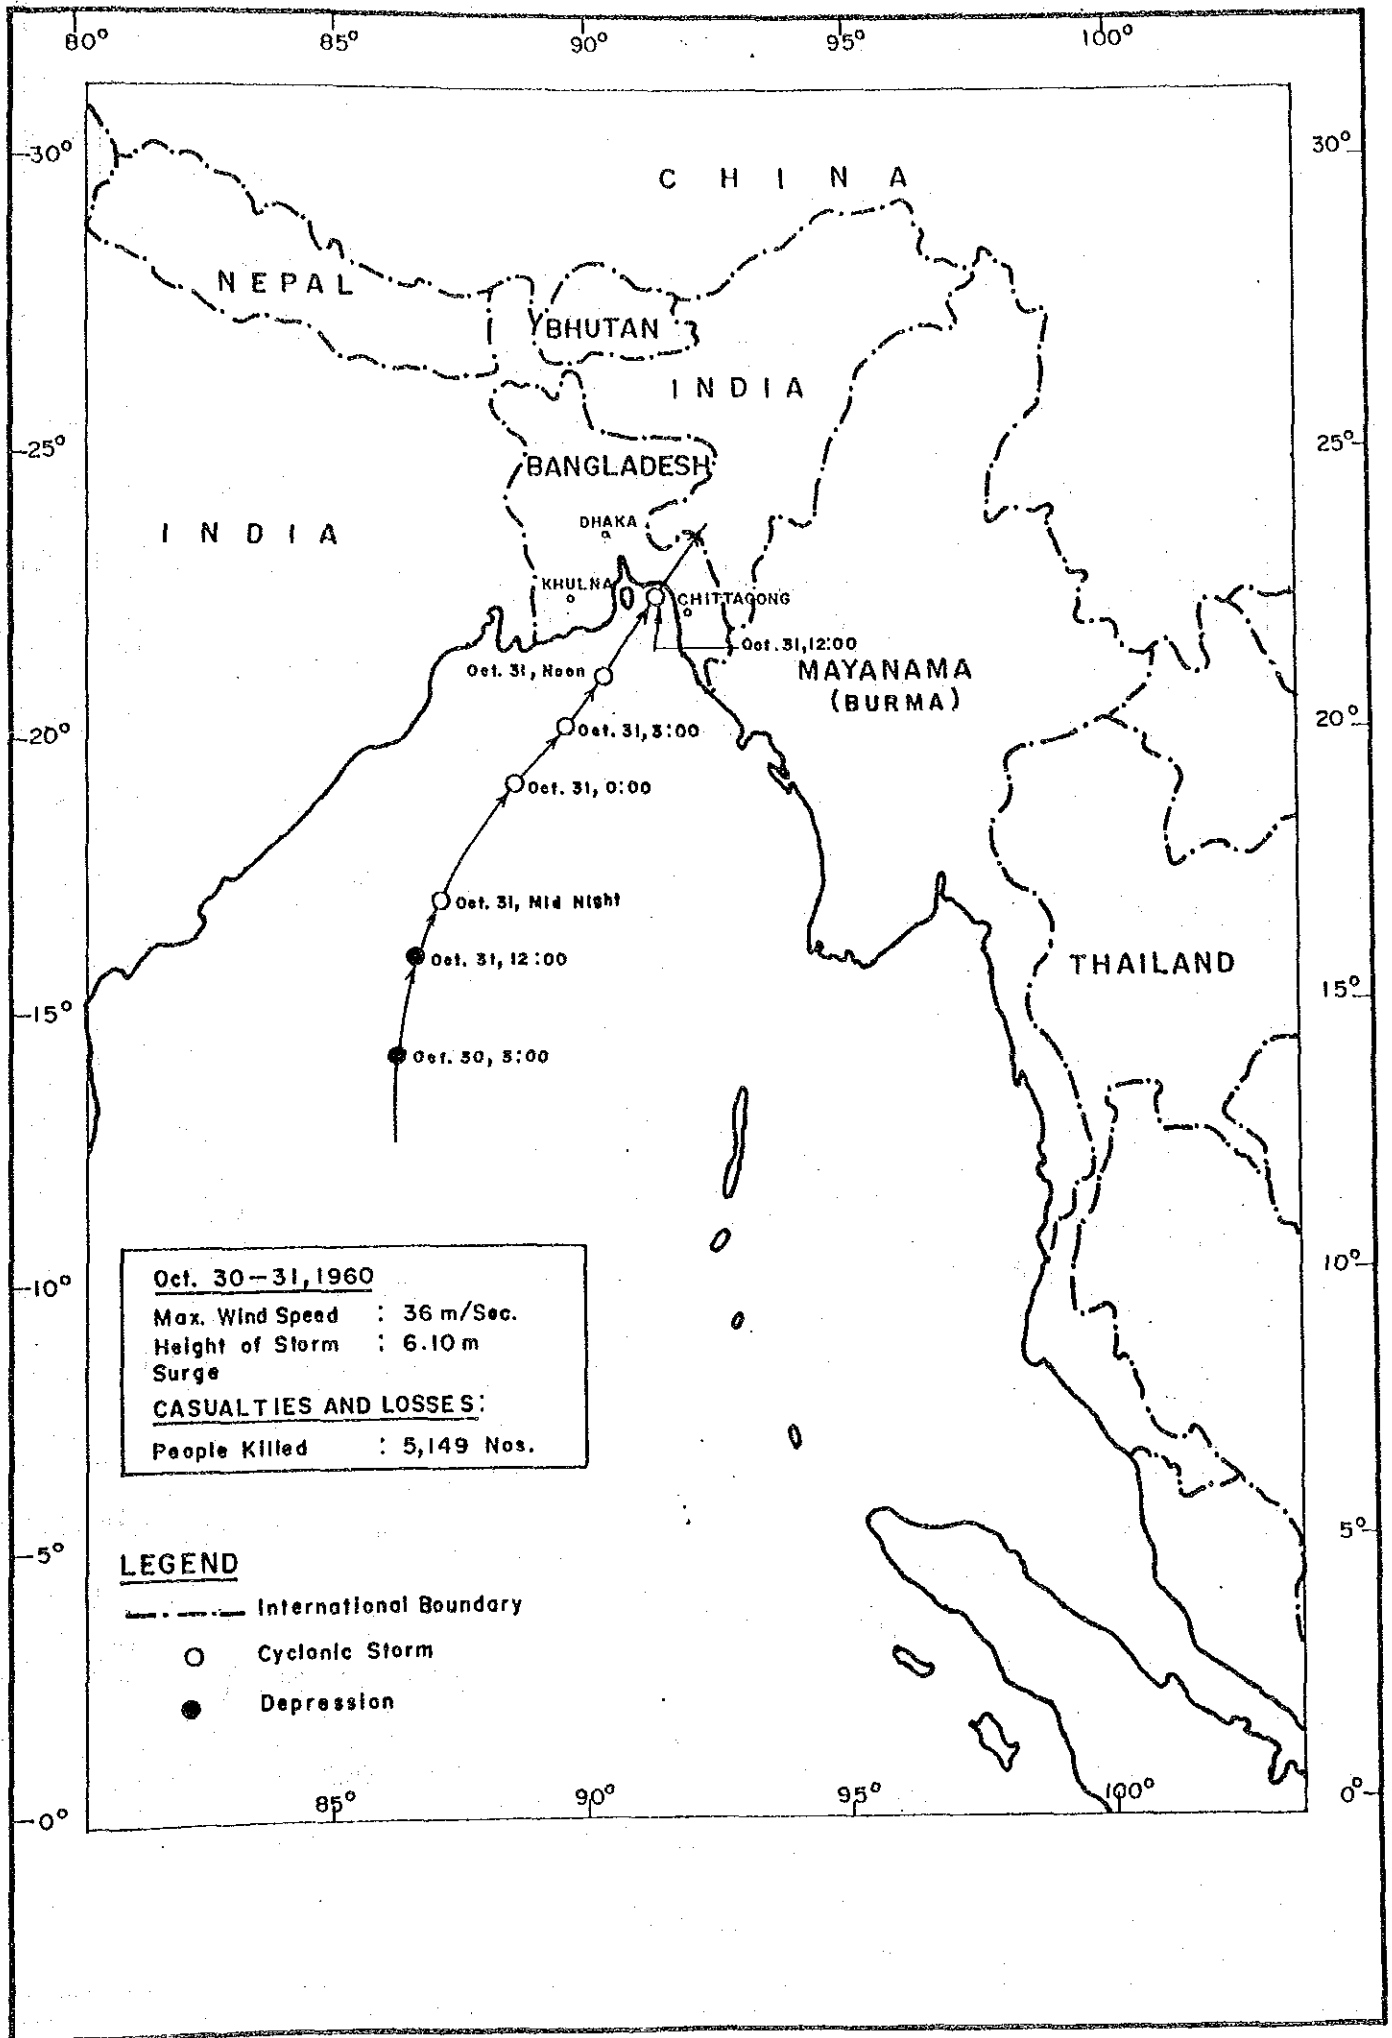 80° 85° 90° 95° 100°
30° 30°
C H I N A
NEPAL
BHUTAN
INDIA
25° 25°
BANGLADESH
INDIA
DHAKA
KHULNA
CHITTAGONG
Oct. 31,12:00
Oct. 31, Noon
MAYANAMA
(BURMA)
20° 20°
Oct. 31, 3:00
Oct. 31, 0:00
Oct. 31, Mid Night
Oct. 31, 12:00
THAILAND
15° 15°
Oct. 30, 3:00
10° 10°
Oct. 30-31,1960
Max. Wind Speed : 36 m/Sec.
Height of Storm : 6.10 m
Surge
CASUALTIES AND LOSSES:
People Killed : 5,149 Nos.
5° 5°
LEGEND
International Boundary
Cyclonic Storm
Depression
85° 90° 95° 100°
0° 0°